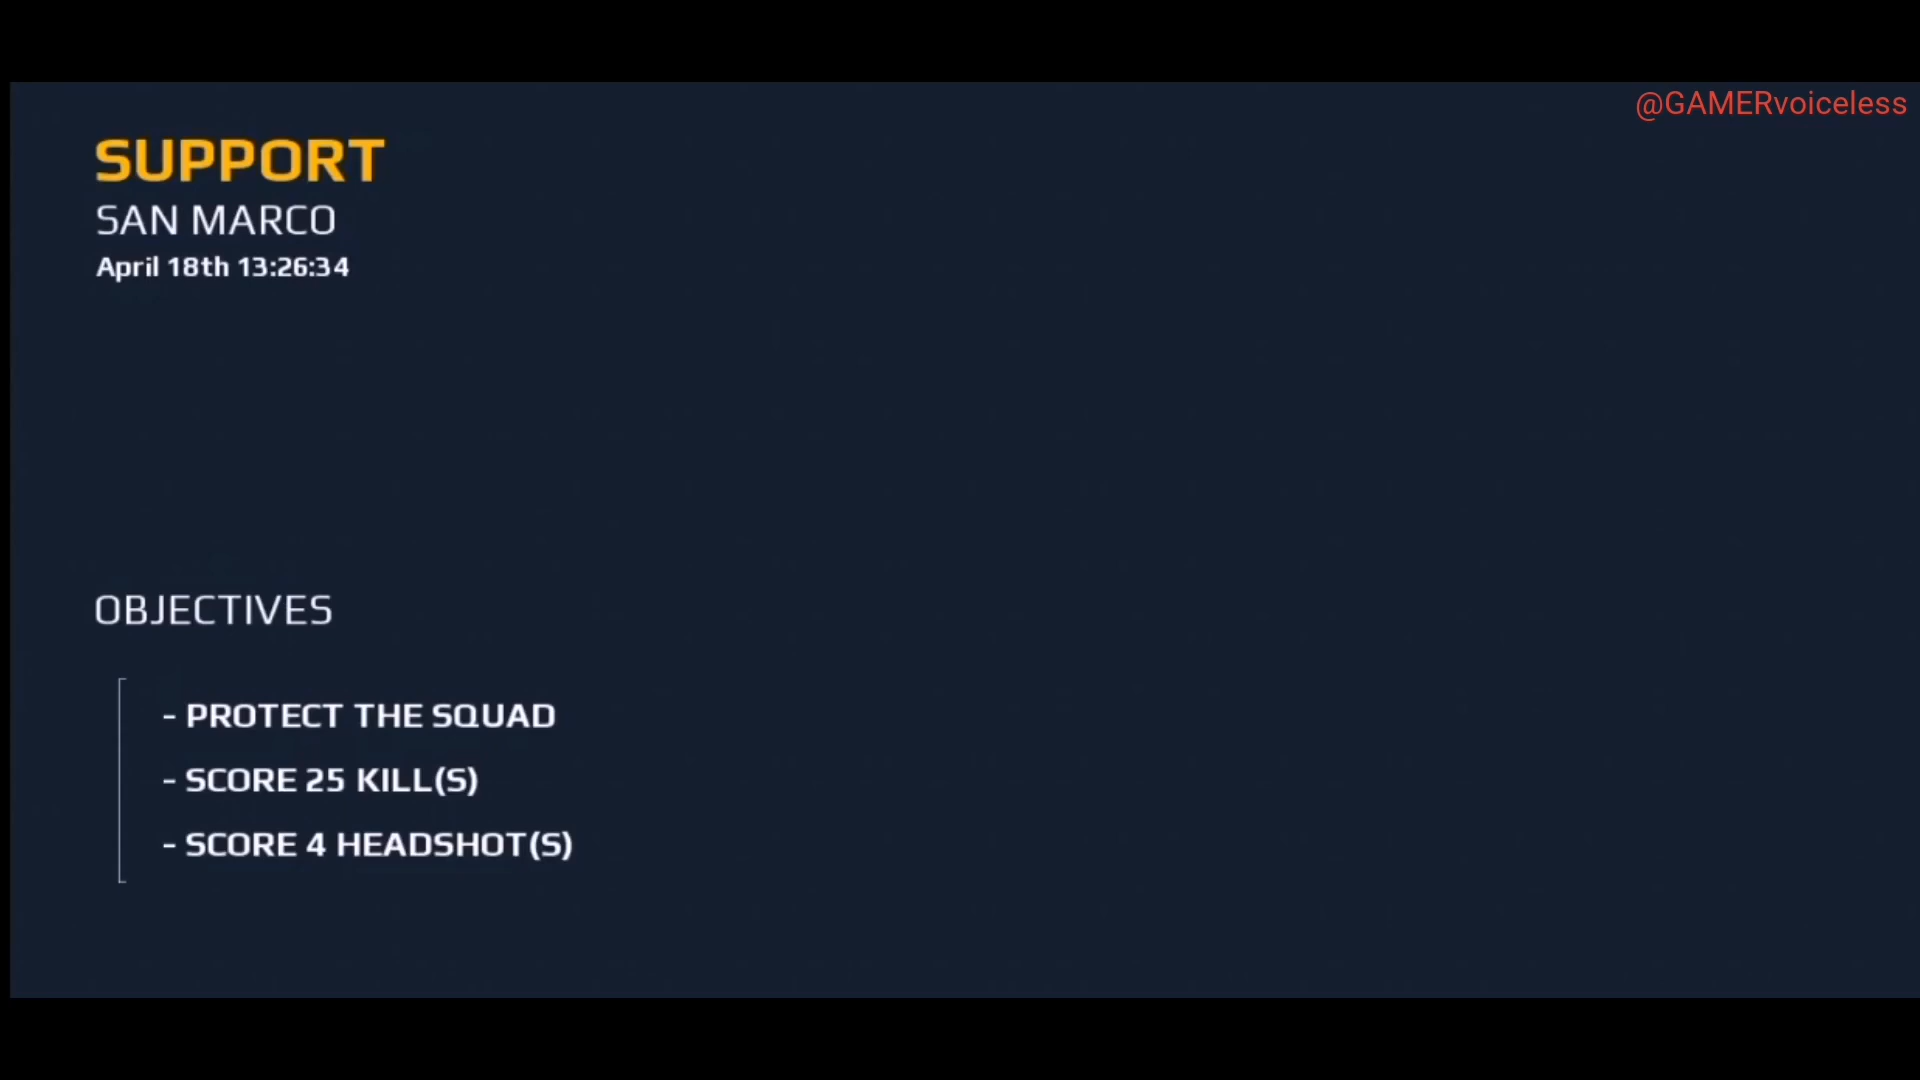 @GAMERvoiceless
SUPPORT
SAN MARCO
April 18th 13:26:34
OBJECTIVES
- PROTECT THE SQUAD
- SCORE 25 KILL(S)
- SCORE 4 HEADSHOT(S)